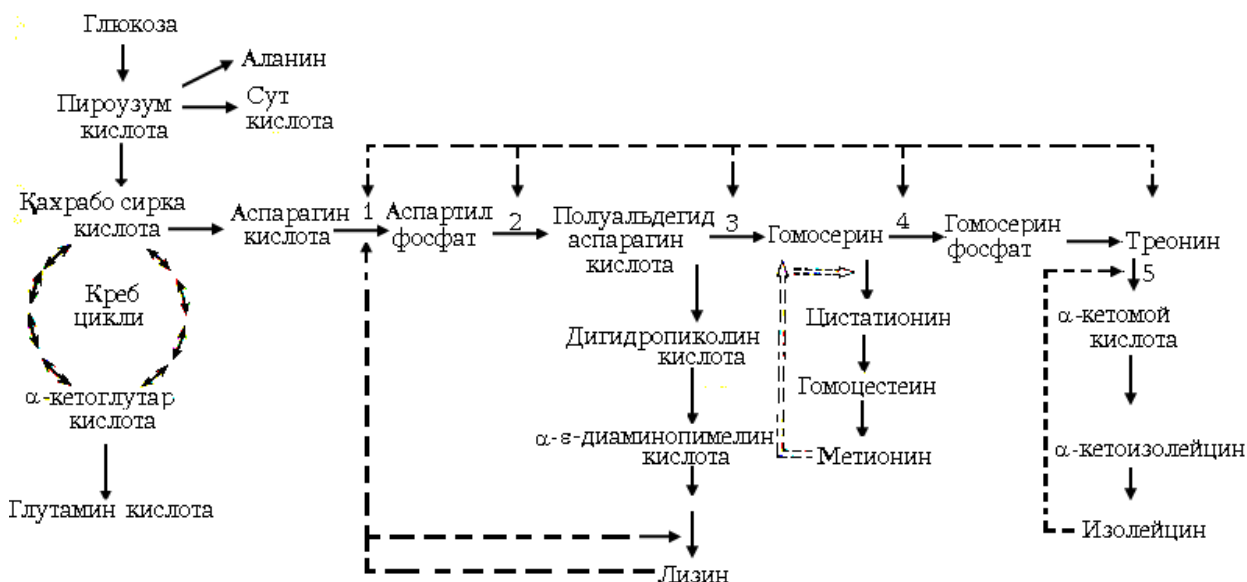 Глюкоза
Аланин
Пироузум
кислота
Сут
кислота
Қахрабо сирка
кислота
Аспарагин
кислота
1
Аспартил
фосфат
2
Полуальдегид
аспарагин
кислота
3
Гомосерин
4
Гомосерин
фосфат
Треонин
5
Креб
цикли
α-кетоглутар
кислота
Глутамин кислота
Дигидропиколин
кислота
α-ε-диаминопимелин
кислота
Лизин
Цистатионин
Гомоцестеин
Метионин
α-кетомой
кислота
α-кетоизолейцин
Изолейцин